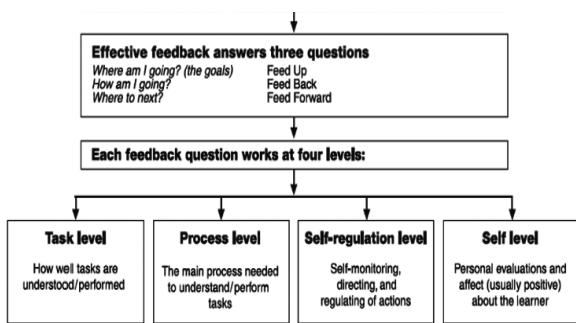 Effective feedback answers three questions
Where am I going? (the goals) Feed Up
How am I going? Feed Back
Where to next? Feed Forward
Each feedback question works at four levels:
Task level
How well tasks are
understood/performed
Process level
The main process needed
to understand/perform
tasks
Self-regulation level
Self-monitoring,
directing, and
regulating of actions
Self level
Personal evaluations and
affect (usually positive)
about the learner